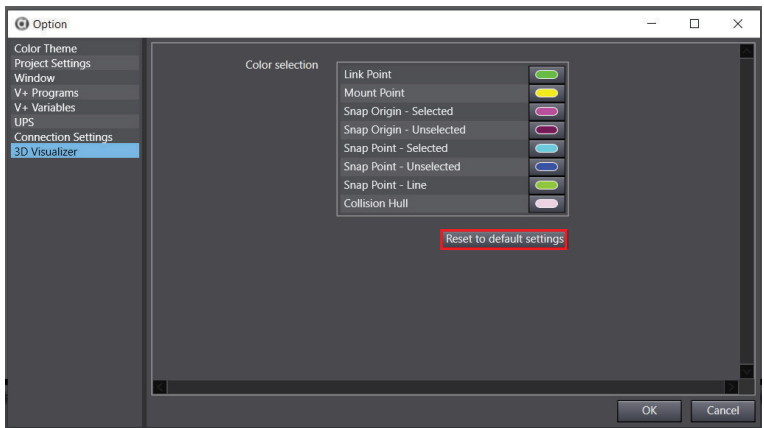 Option
Color Theme
Project Settings
Window
V+ Programs
V+ Variables
UPS
Connection Settings
3D Visualizer
Color selection
Link Point
Mount Point
Snap Origin - Selected
Snap Origin - Unselected
Snap Point - Selected
Snap Point - Unselected
Snap Point - Line
Collision Hull
Reset to default settings
OK
Cancel